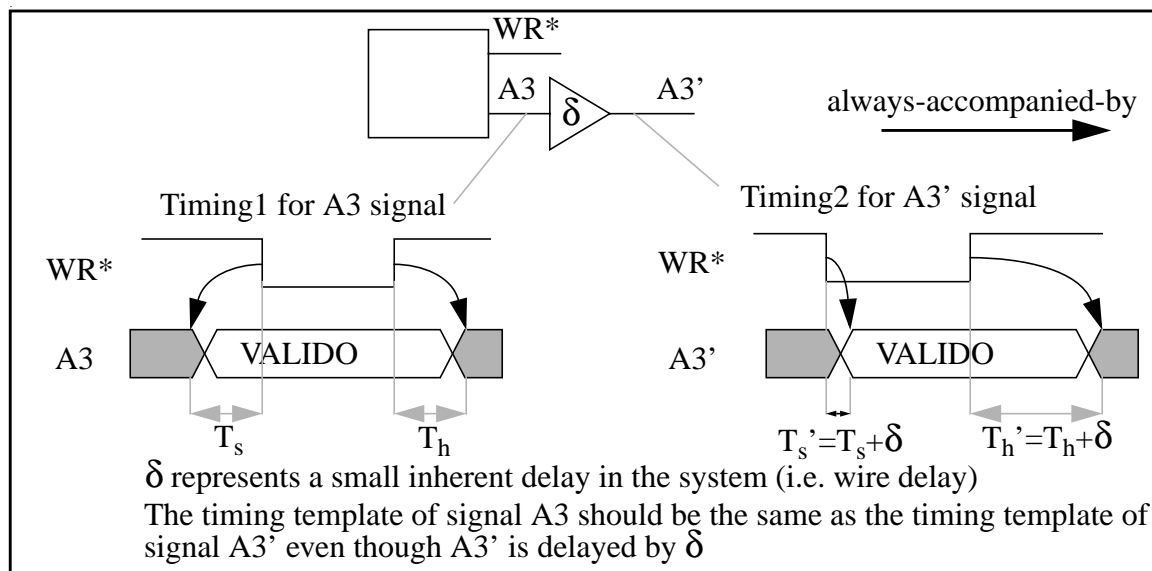 WR*
A3
A3’
δ
always-accompanied-by
Timing1 for A3 signal
Timing2 for A3’ signal
WR*
WR*
A3
VALIDO
A3’
VALIDO
Ts
Th
Ts’=Ts+δ
Th’=Th+δ
δ represents a small inherent delay in the system (i.e. wire delay)
The timing template of signal A3 should be the same as the timing template of
signal A3’ even though A3’ is delayed by δ